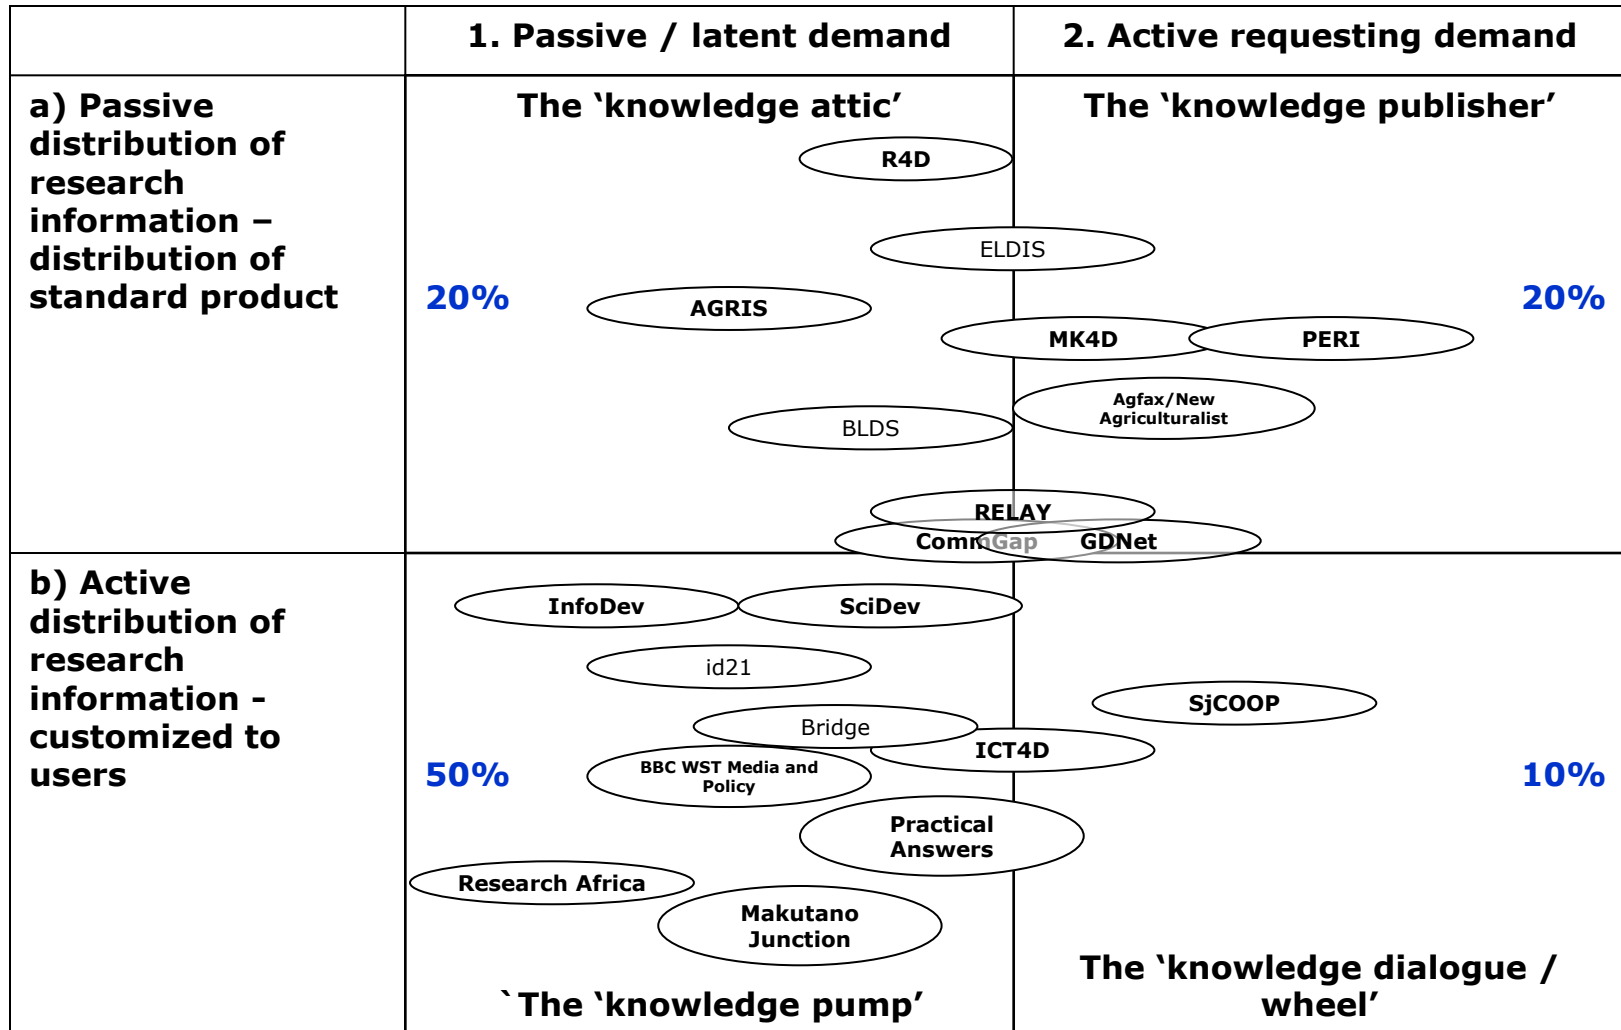 1. Passive / latent demand
2. Active requesting demand
a) Passive
distribution of
research
information –
distribution of
standard product
The ‘knowledge attic’
The ‘knowledge publisher’
R4D
ELDIS
20%
AGRIS
20%
MK4D
PERI
Agfax/New
Agriculturalist
BLDS
RELAY
CommGap
GDNet
b) Active
distribution of
research
information -
customized to
users
InfoDev
SciDev
id21
SjCOOP
Bridge
ICT4D
50%
BBC WST Media and
Policy
10%
Practical
Answers
Research Africa
Makutano
Junction
`The ‘knowledge pump’
The ‘knowledge dialogue /
wheel’